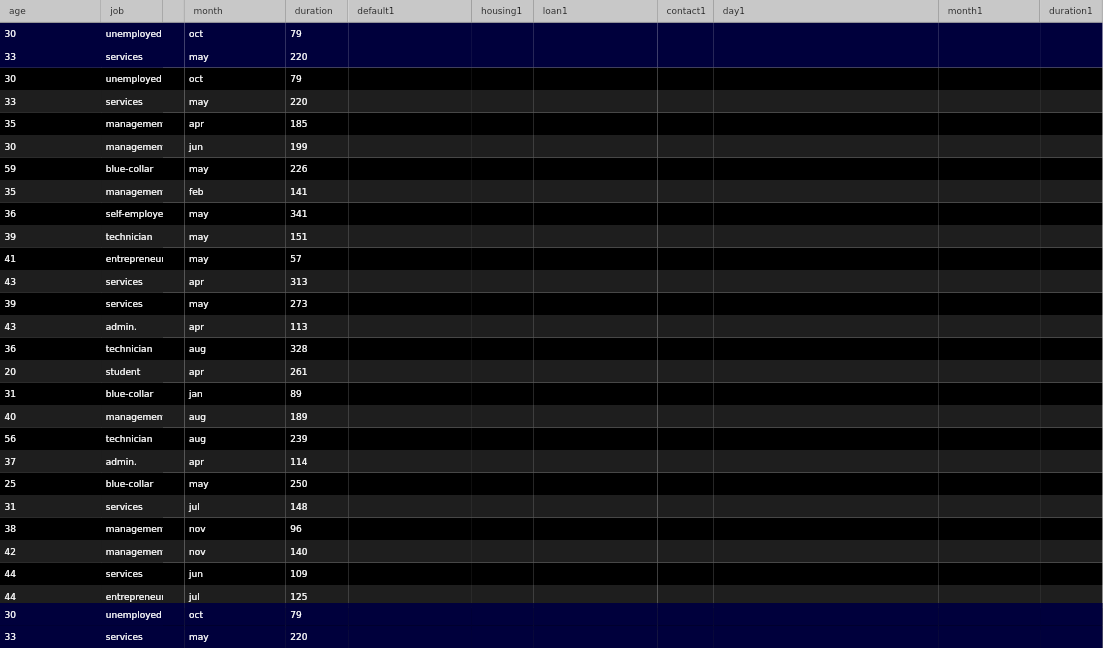 age job month duration default1 housing1 loan1 contact1 day1 month1 duration1
30 unemployed oct 79
33 services may 220
30 unemployed oct 79
33 services may 220
35 managemen apr 185
30 managemen jun 199
59 blue-collar may 226
35 managemen feb 141
36 self-employe may 341
39 technician may 151
41 entrepreneu may 57
43 services apr 313
39 services may 273
43 admin. apr 113
36 technician aug 328
20 student apr 261
31 blue-collar jan 89
40 managemen aug 189
56 technician aug 239
37 admin. apr 114
25 blue-collar may 250
31 services jul 148
38 managemen nov 96
42 managemen nov 140
44 services jun 109
44 entrepreneu jul 125
30 unemployed oct 79
33 services may 220